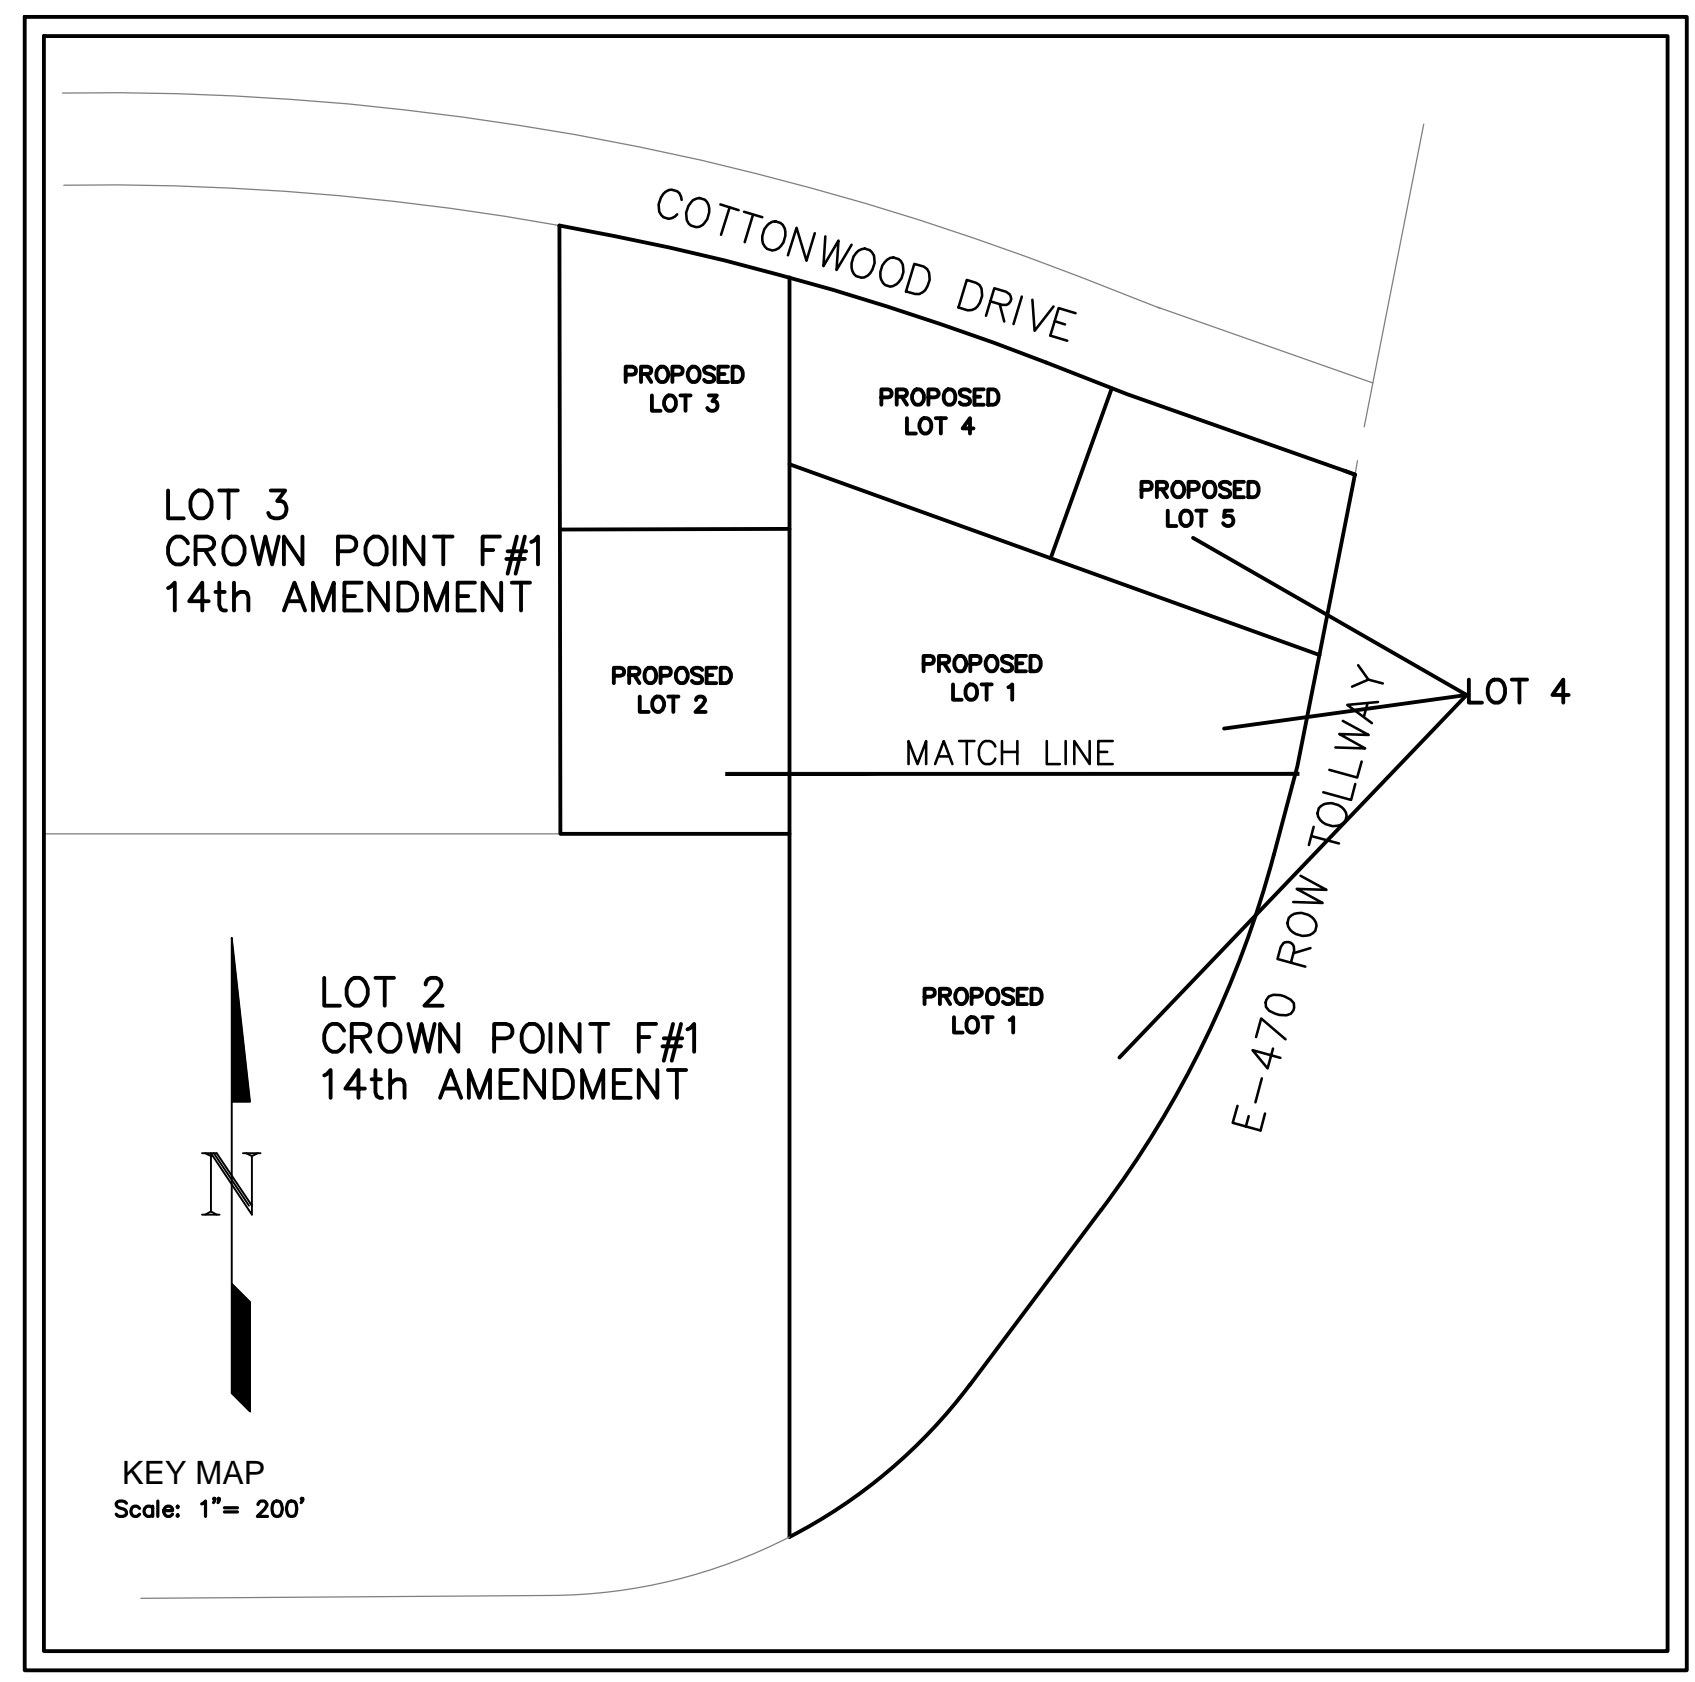 COTTONWOOD DRIVE
PROPOSED
LOT 3
PROPOSED
LOT 4
PROPOSED
LOT 5
LOT 3
CROWN POINT F#1
14th AMENDMENT
PROPOSED
LOT 2
PROPOSED
LOT 1
LOT 4
MATCH LINE
E-470 ROW TOLLWAY
LOT 2
CROWN POINT F#1
14th AMENDMENT
PROPOSED
LOT 1
N
KEY MAP
Scale: 1"= 200'